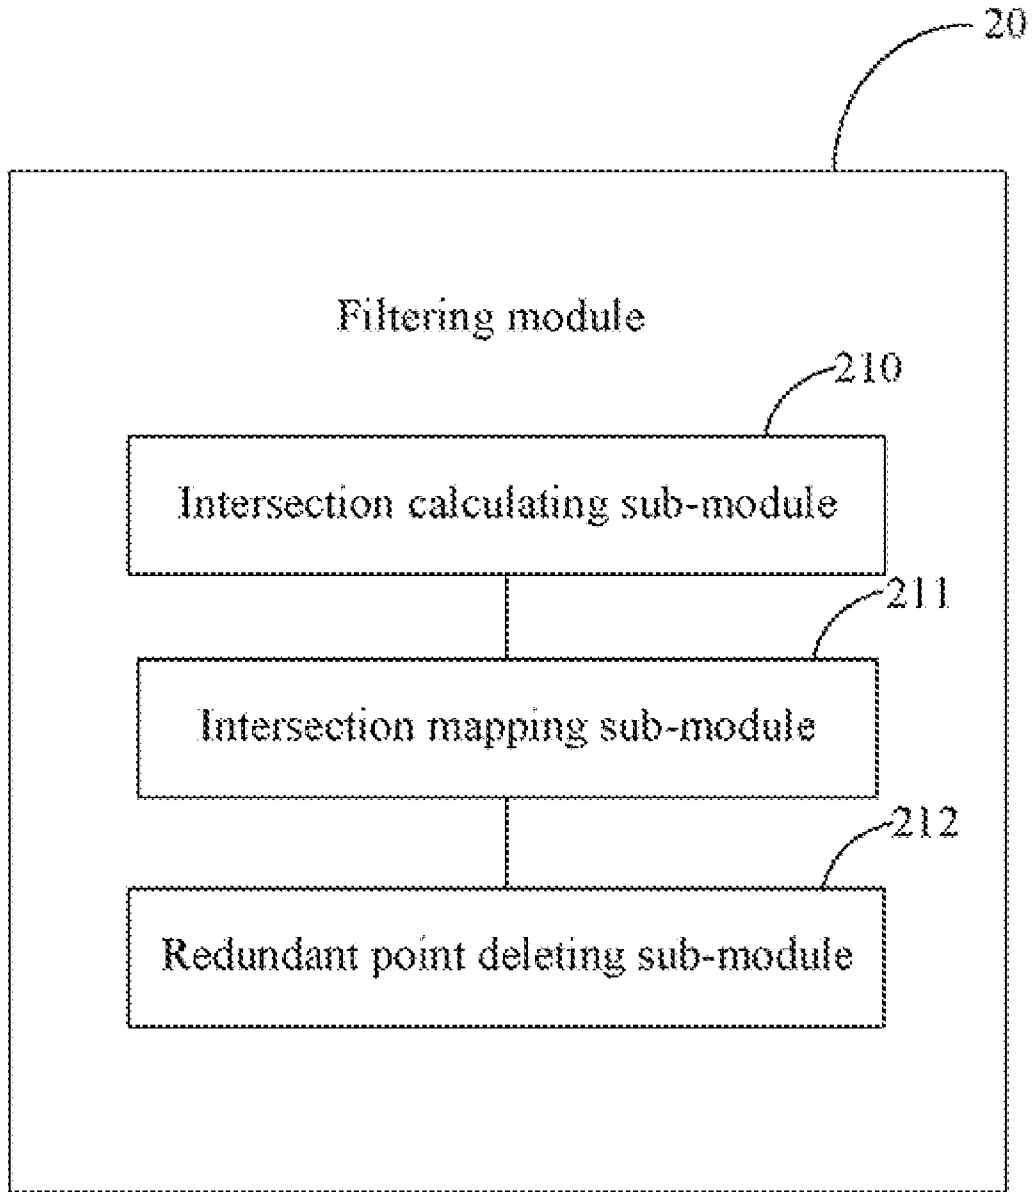 20
Filtering module
210
Intersection calculating sub-module
211
Intersection mapping sub-module
212
Redundant point deleting sub-module